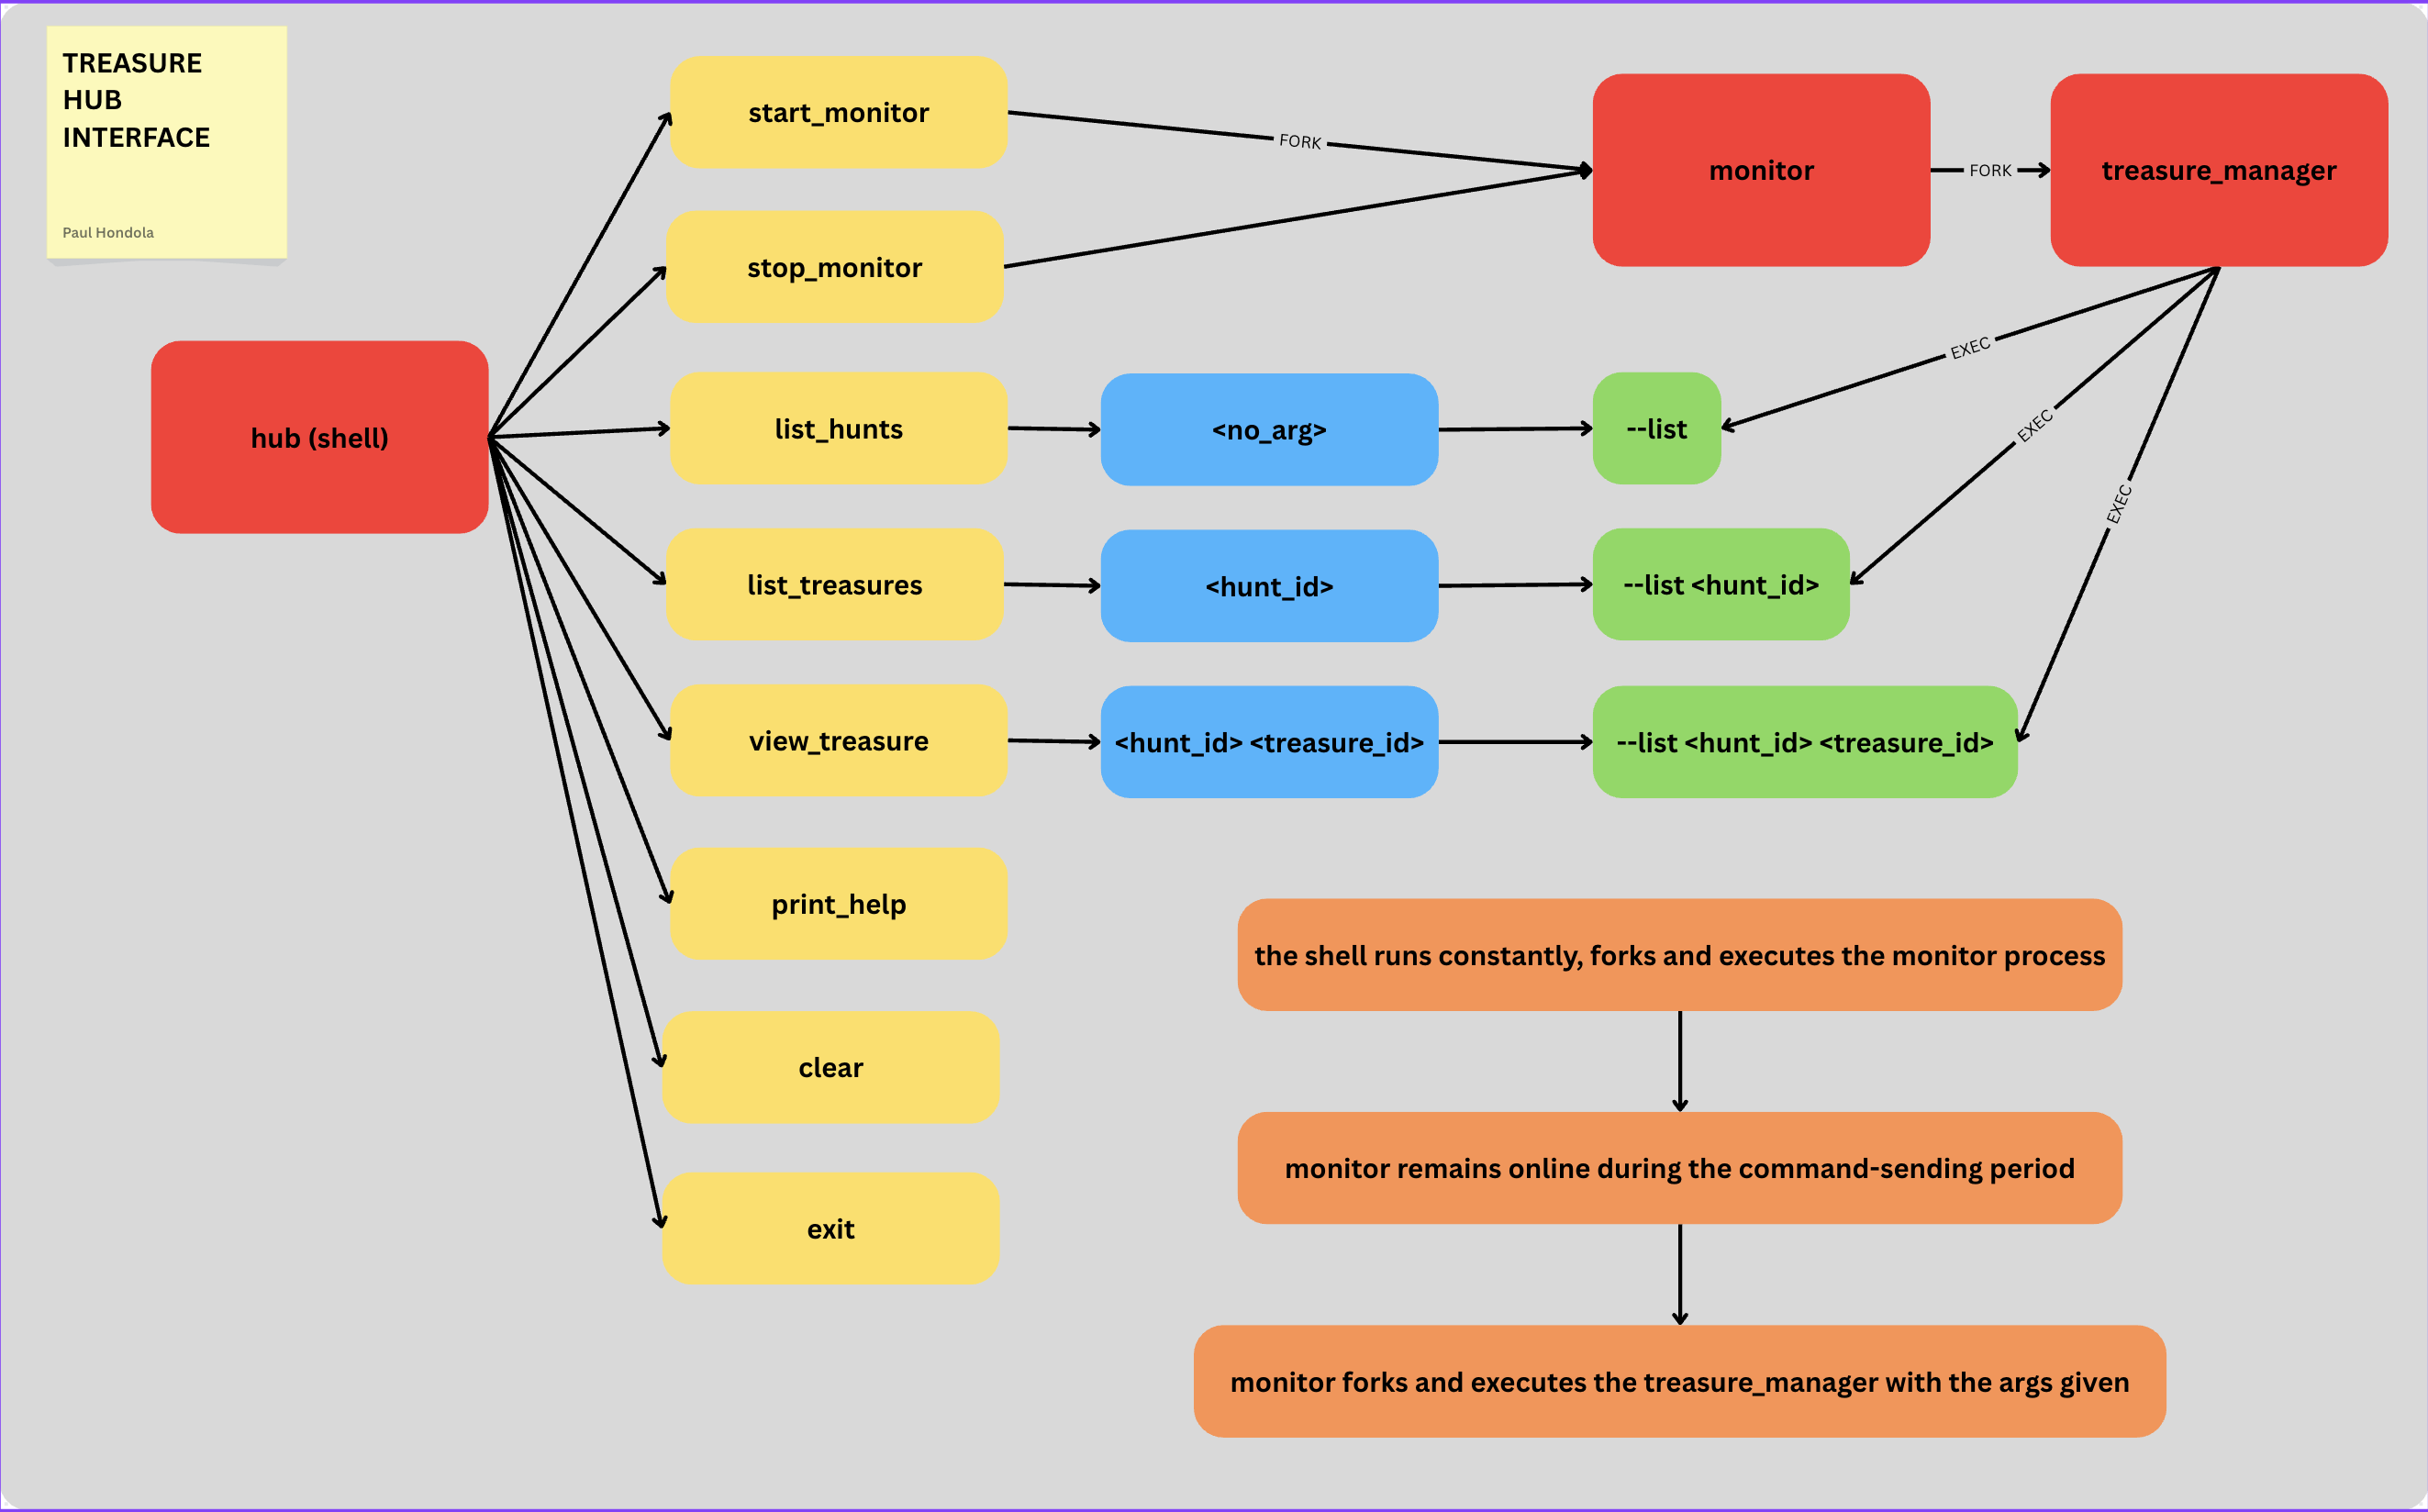 TREASURE
HUB
INTERFACE
Paul Hondola
hub (shell)
start_monitor
FORK
monitor
FORK
treasure_manager
stop_monitor
list_hunts
<no_arg>
--list
EXEC
list_treasures
<hunt_id>
--list <hunt_id>
EXEC
view_treasure
<hunt_id> <treasure_id>
--list <hunt_id> <treasure_id>
EXEC
print_help
clear
exit
the shell runs constantly, forks and executes the monitor process
monitor remains online during the command-sending period
monitor forks and executes the treasure_manager with the args given